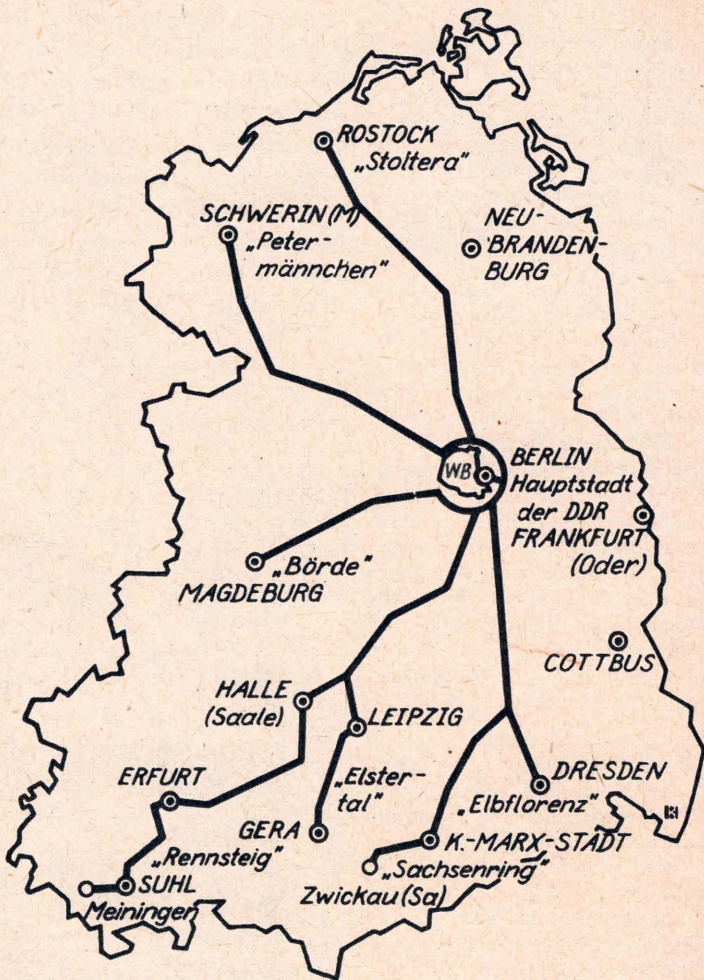 ROSTOCK
„Stoltera"
SCHWERIN (M)
„Peter-
männchen"
NEU-
BRANDEN-
BURG
WB
BERLIN
Hauptstadt
der DDR
FRANKFURT
(Oder)
„Börde"
MAGDEBURG
COTTBUS
HALLE
(Saale)
LEIPZIG
ERFURT
„Elster-
tal"
DRESDEN
„Elbflorenz"
GERA
K.-MARX-STADT
„Rennsteig"
„Sachsenring"
SUHL
Zwickau (Sa)
Meiningen